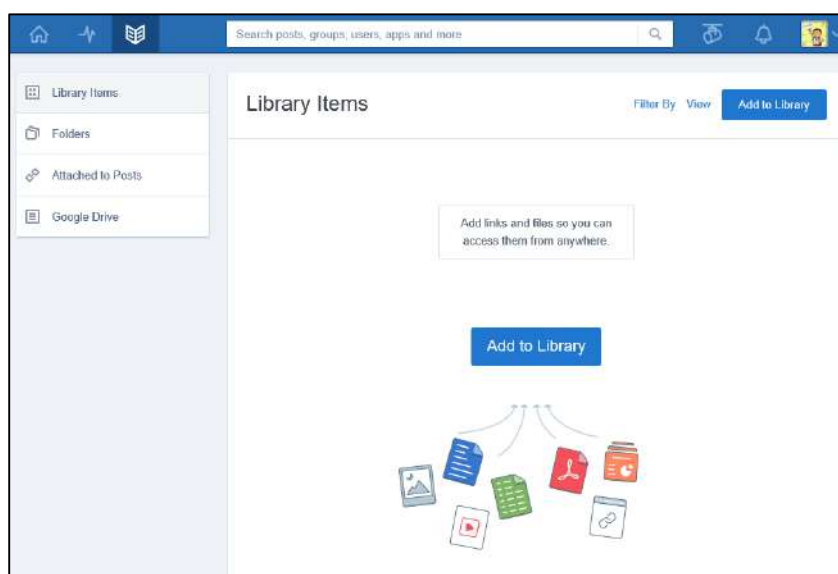 Search posts, groups, users, apps and more
Library Items
Folders
Attached to Posts
Google Drive
Library Items
Filter By View Add to Library
Add links and files so you can
access them from anywhere.
Add to Library